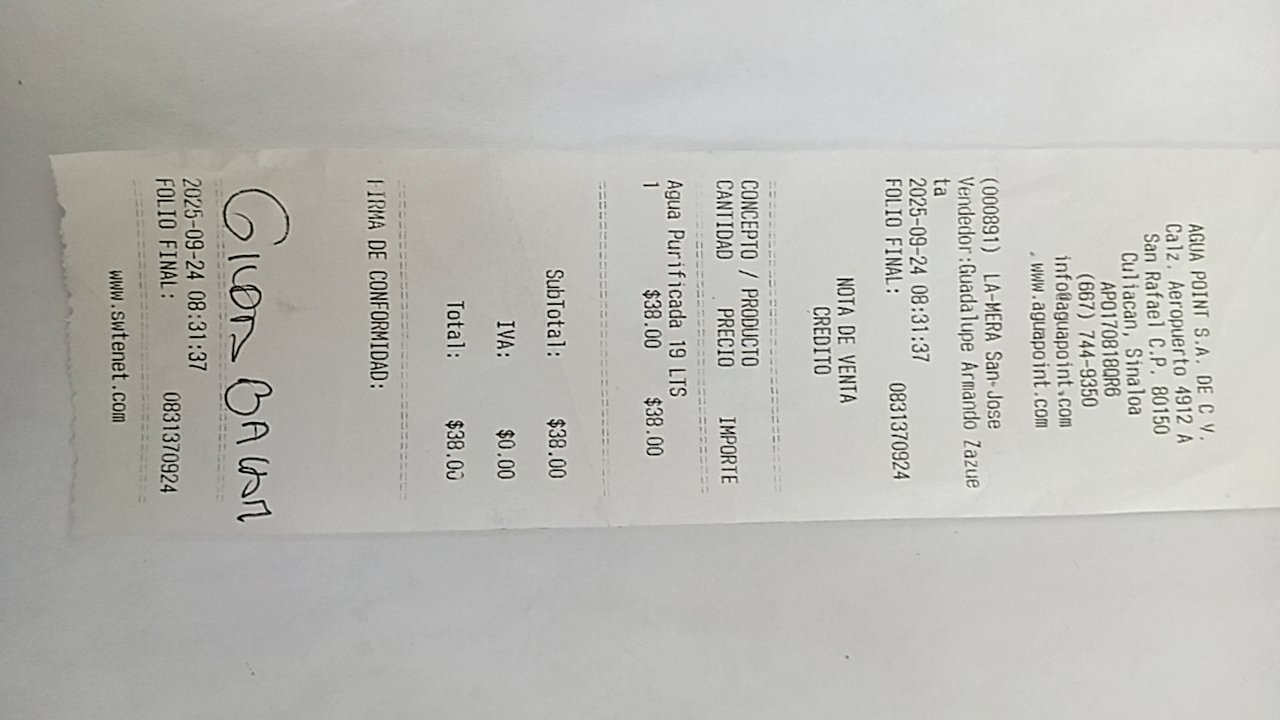 AGUA POINT S.A. DE C V.
Calz. Aeropuerto 4912 A
San Rafael C.P. 80150
Culiacan, Sinaloa
APO170818QR6
(667) 744-9350
info@aguapoint.com
www.aguapoint.com
(000891) LA-MERA San-Jose
Vendedor:Guadalupe Armando Zazue
ta
2025-09-24 08:31:37
FOLIO FINAL: 0831370924
NOTA DE VENTA
CREDITO
CONCEPTO / PRODUCTO
CANTIDAD PRECIO IMPORTE
Agua Purificada 19 LTS
1 $38.00 $38.00
SubTotal: $38.00
IVA: $0.00
Total: $38.00
FIRMA DE CONFORMIDAD:
2025-09-24 08:31:37
FOLIO FINAL: 0831370924
www.swtenet.com